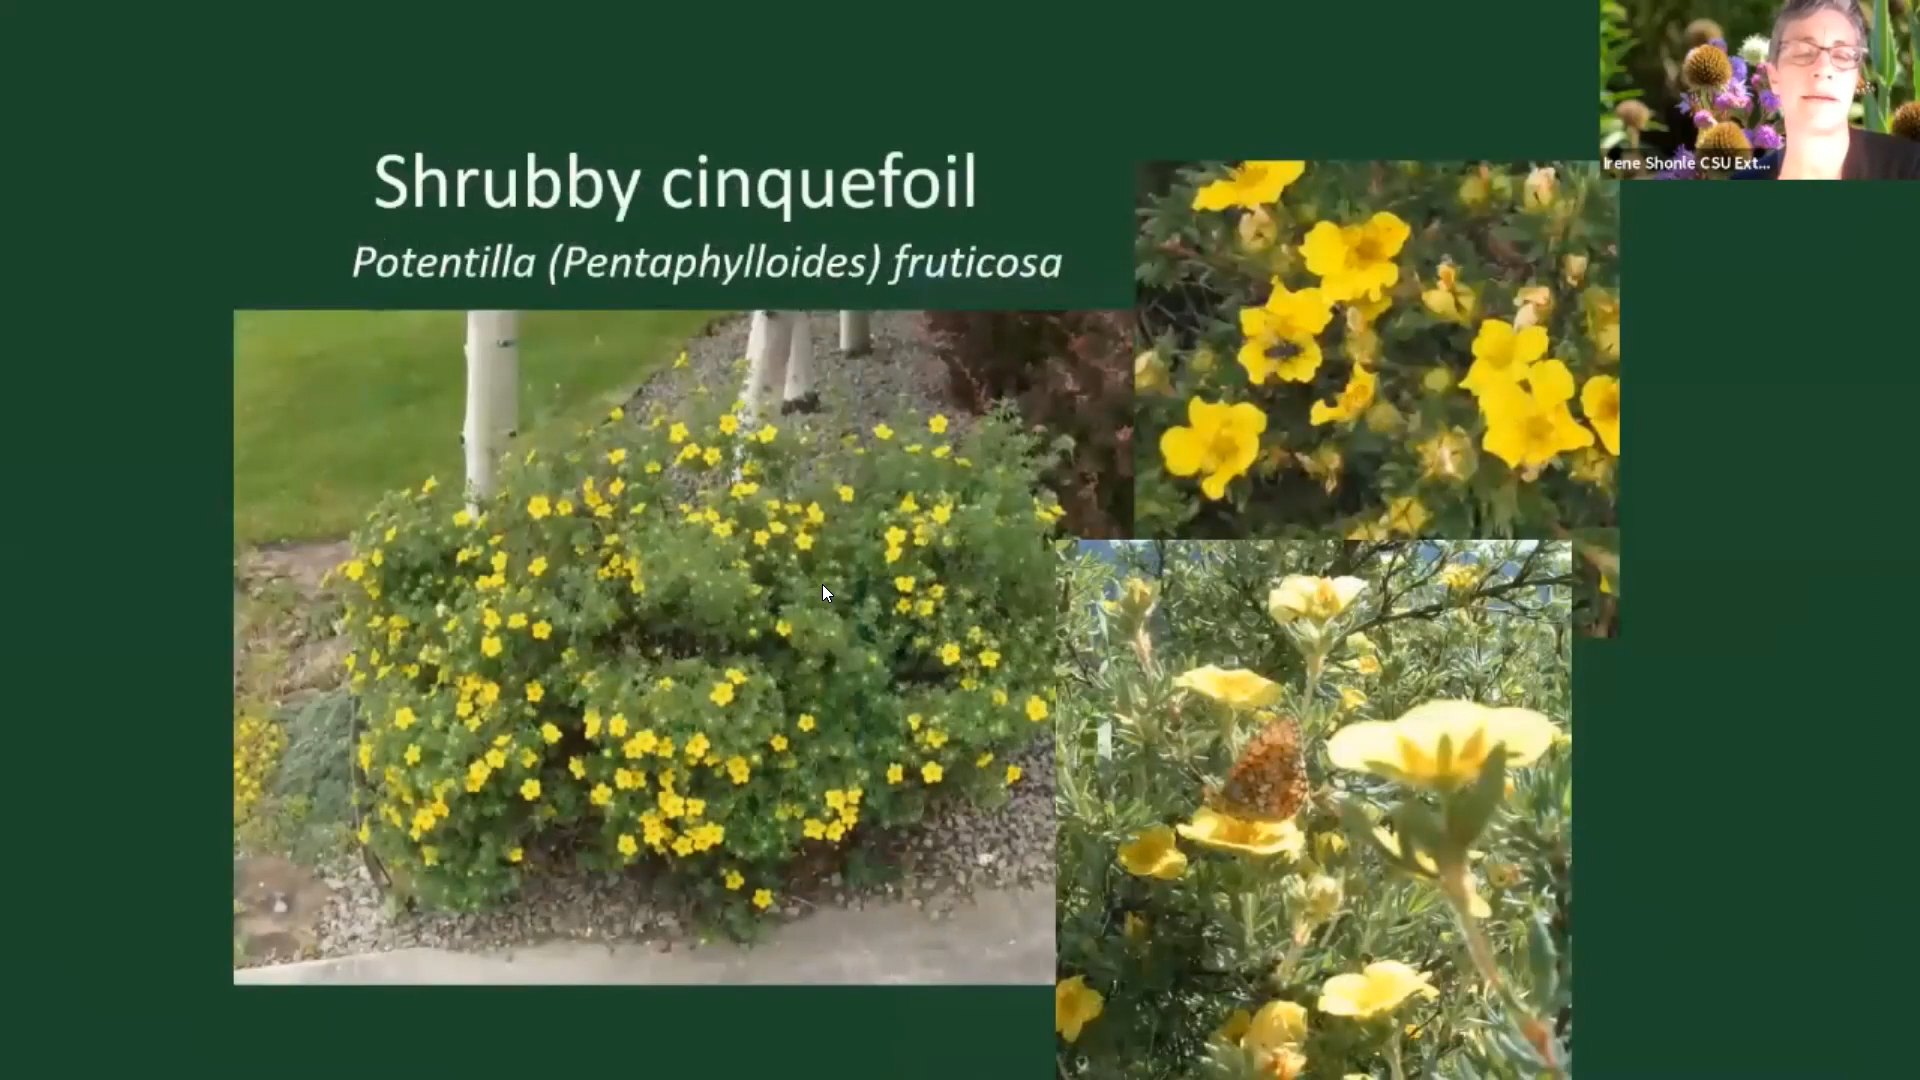 Shrubby cinquefoil
Potentilla (Pentaphylloides) fruticosa
Irene Shonle CSU Ext...